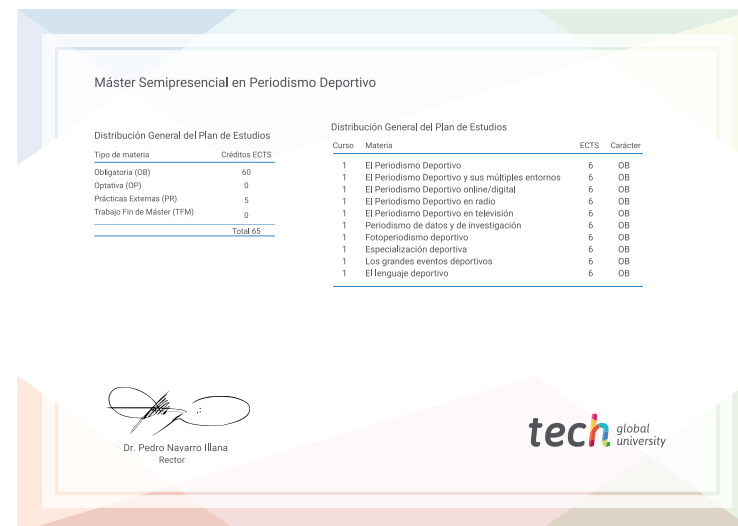 Máster Semipresencial en Periodismo Deportivo
Distribución General del Plan de Estudios
Tipo de materia Créditos ECTS
Obligatoria (OB) 60
Optativa (OP) 0
Prácticas Externas (PR) 5
Trabajo Fin de Máster (TFM) 0
Total 65
Distribución General del Plan de Estudios
Curso Materia ECTS Carácter
1 El Periodismo Deportivo 6 OB
1 El Periodismo Deportivo y sus múltiples entornos 6 OB
1 El Periodismo Deportivo online/digital 6 OB
1 El Periodismo Deportivo en radio 6 OB
1 El Periodismo Deportivo en televisión 6 OB
1 Periodismo de datos y de investigación 6 OB
1 Fotoperiodismo deportivo 6 OB
1 Especialización deportiva 6 OB
1 Los grandes eventos deportivos 6 OB
1 El lenguaje deportivo 6 OB
Dr. Pedro Navarro Illana
Rector
tech global
university